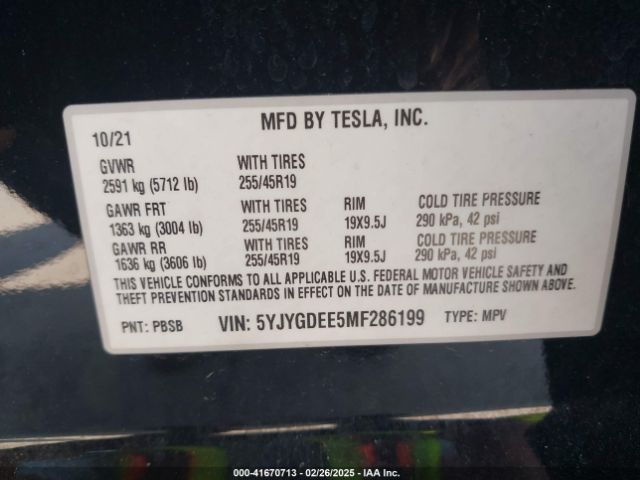 MFD BY TESLA, INC.
10/21
GVWR WITH TIRES
2591 kg (5712 lb) 255/45R19
GAWR FRT WITH TIRES RIM COLD TIRE PRESSURE
1363 kg (3004 lb) 255/45R19 19X9.5J 290 kPa, 42 psi
GAWR RR WITH TIRES RIM COLD TIRE PRESSURE
1636 kg (3606 lb) 255/45R19 19X9.5J 290 kPa, 42 psi
THIS VEHICLE CONFORMS TO ALL APPLICABLE U.S. FEDERAL MOTOR VEHICLE SAFETY AND
THEFT PREVENTION STANDARDS IN EFFECT ON THE DATE OF MANUFACTURE SHOWN ABOVE.
PNT: PBSB VIN: 5YJYGDEE5MF286199 TYPE: MPV
000-41670713 - 02/26/2025 - IAA Inc.